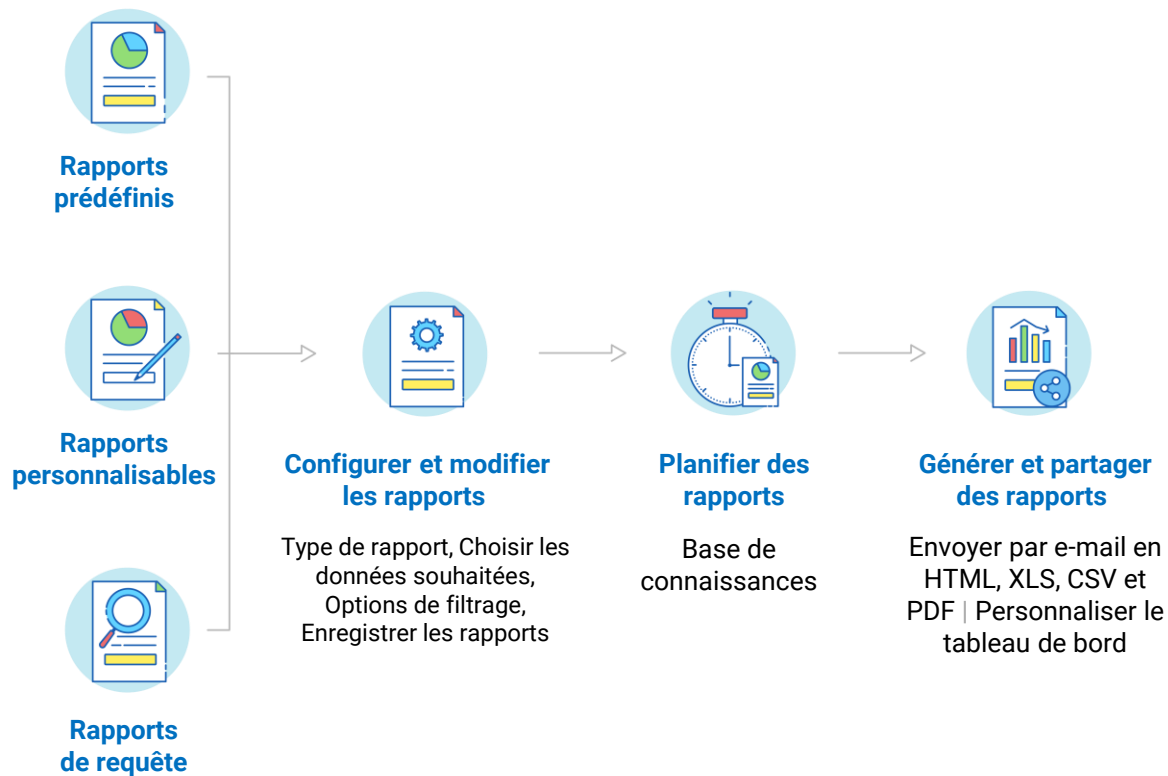 Rapports
prédéfinis
Rapports
personnalisables
Rapports
de requête
Configurer et modifier
les rapports
Type de rapport, Choisir les
données souhaitées,
Options de filtrage,
Enregistrer les rapports
Planifier des
rapports
Base de
connaissances
Générer et partager
des rapports
Envoyer par e-mail en
HTML, XLS, CSV et
PDF | Personnaliser le
tableau de bord